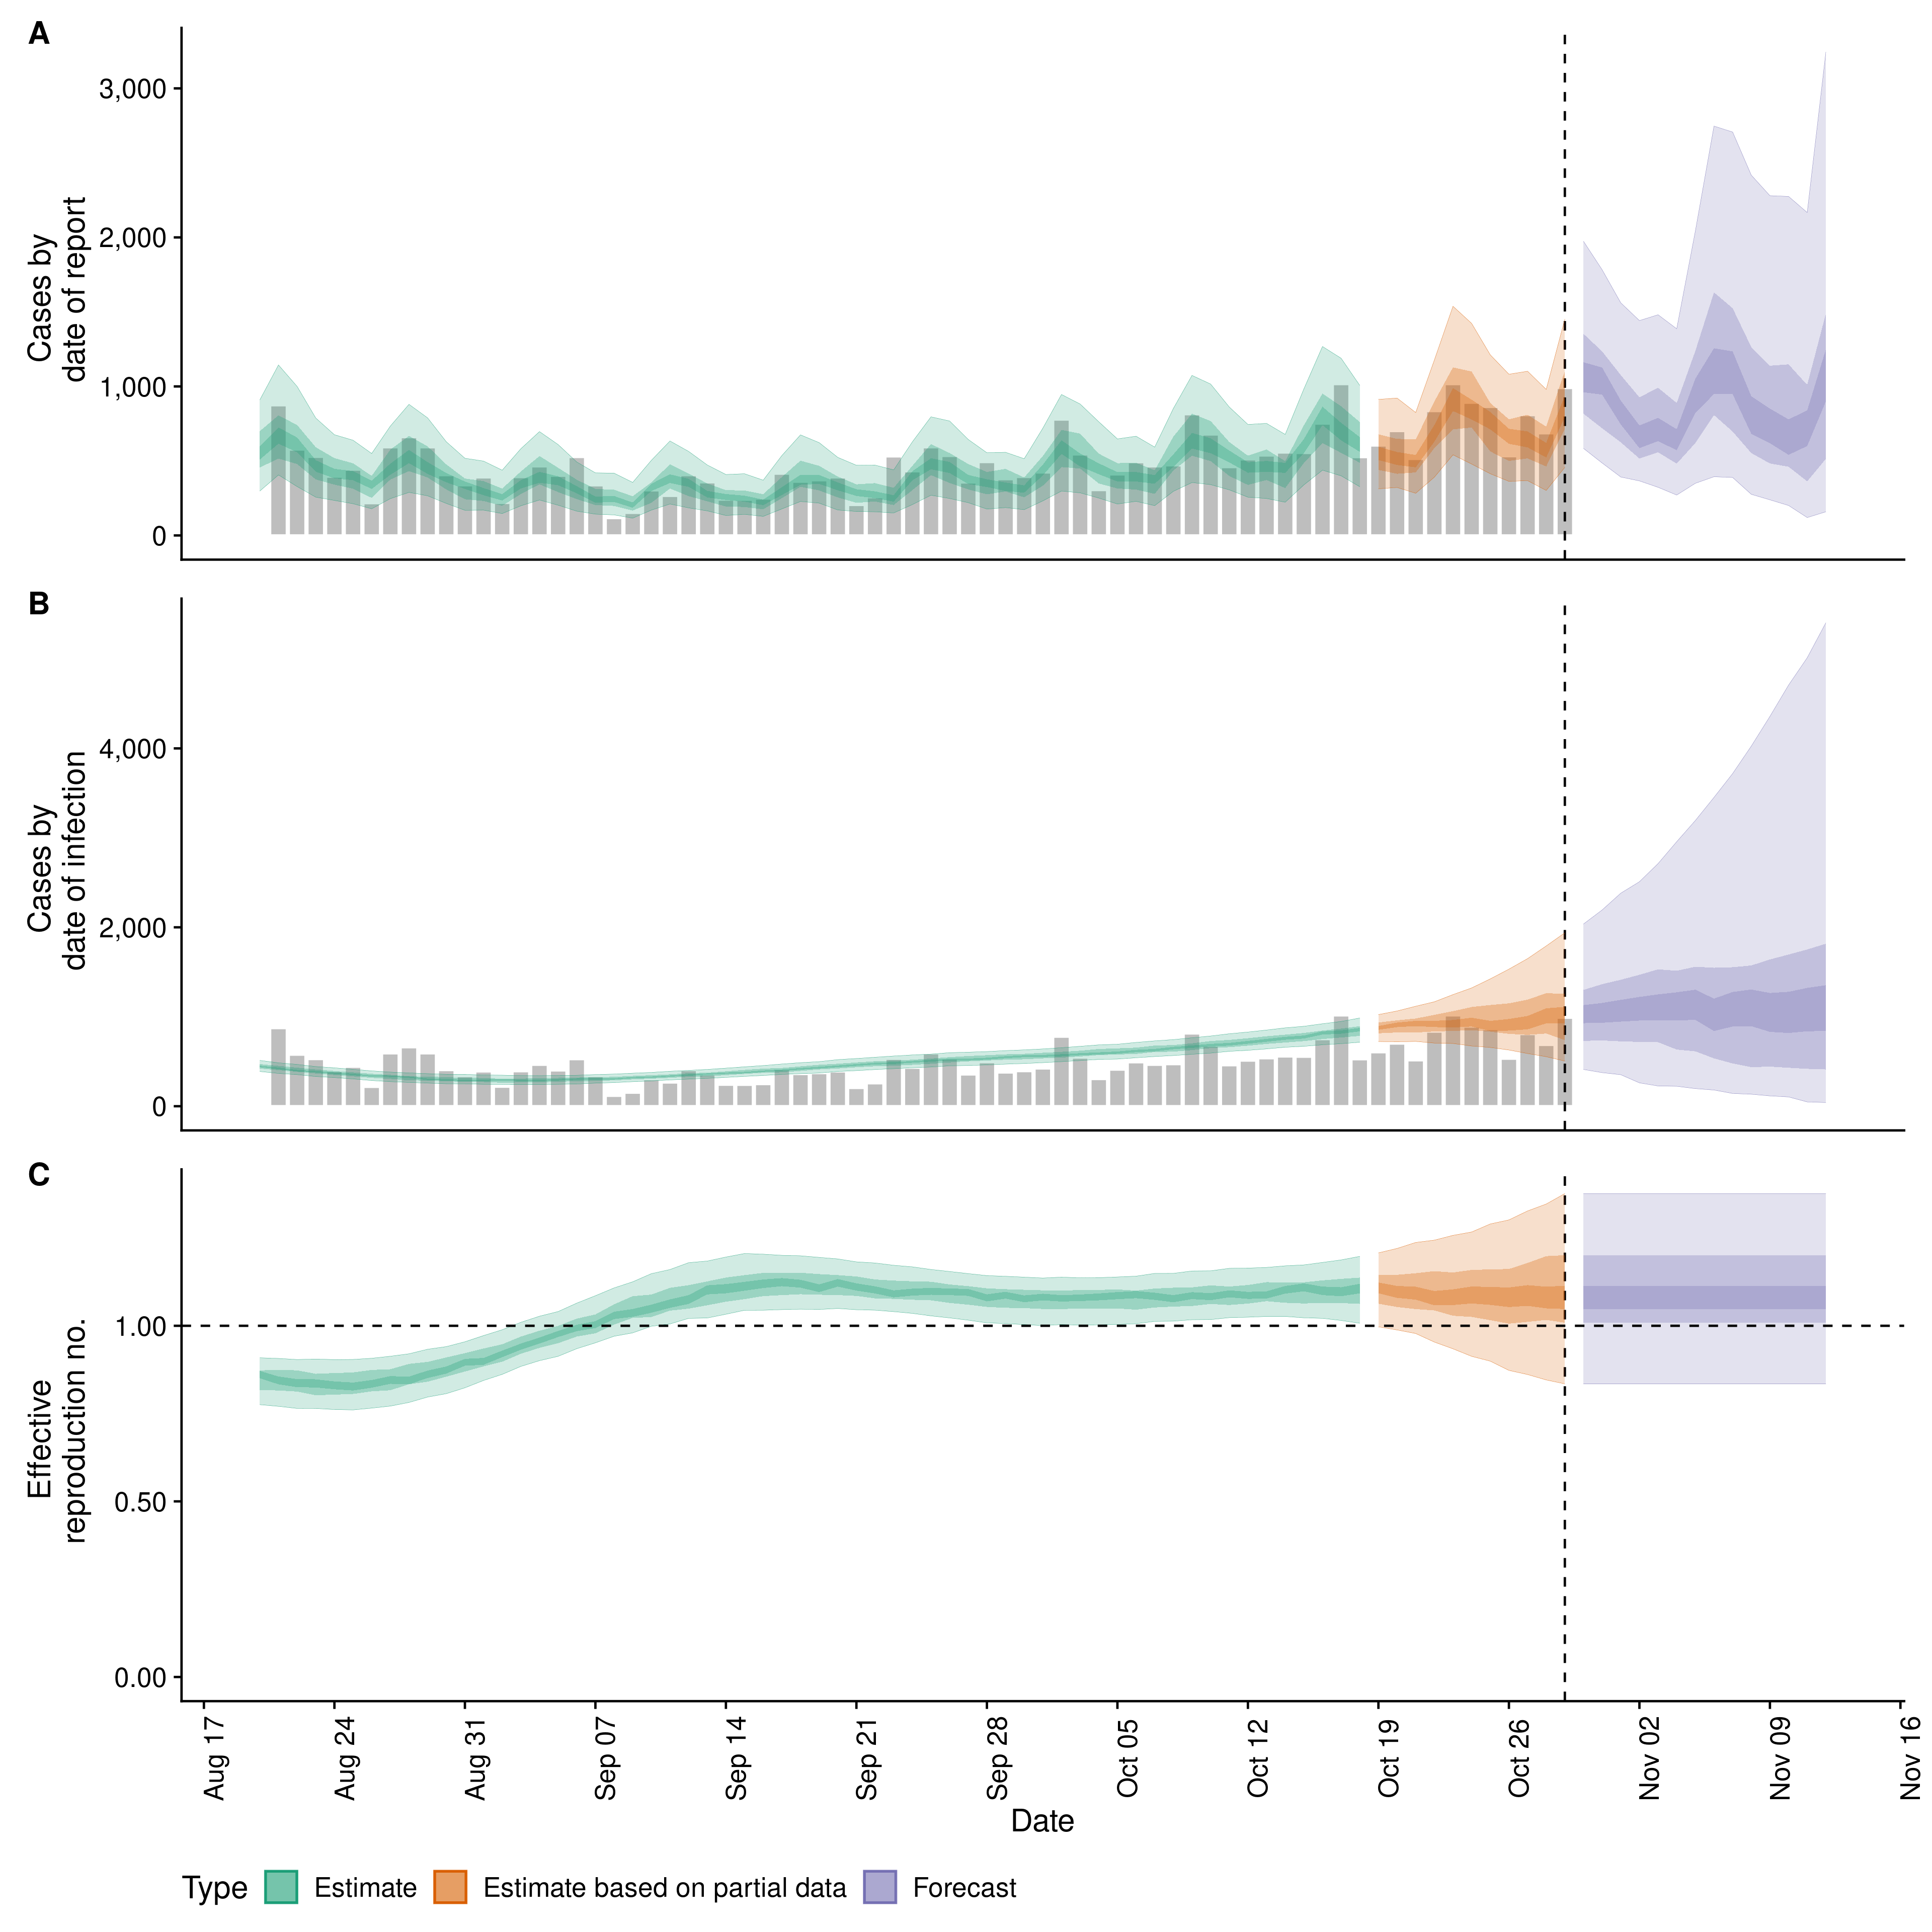 A
Cases by
date of report
3,000
2,000
1,000
0
B
Cases by
date of infection
4,000
2,000
0
C
Effective
reproduction no.
1.00
0.50
0.00
Aug 17
Aug 24
Aug 31
Sep 07
Sep 14
Sep 21
Sep 28
Oct 05
Oct 12
Oct 19
Oct 26
Nov 02
Nov 09
Nov 16
Date
Type Estimate Estimate based on partial data Forecast